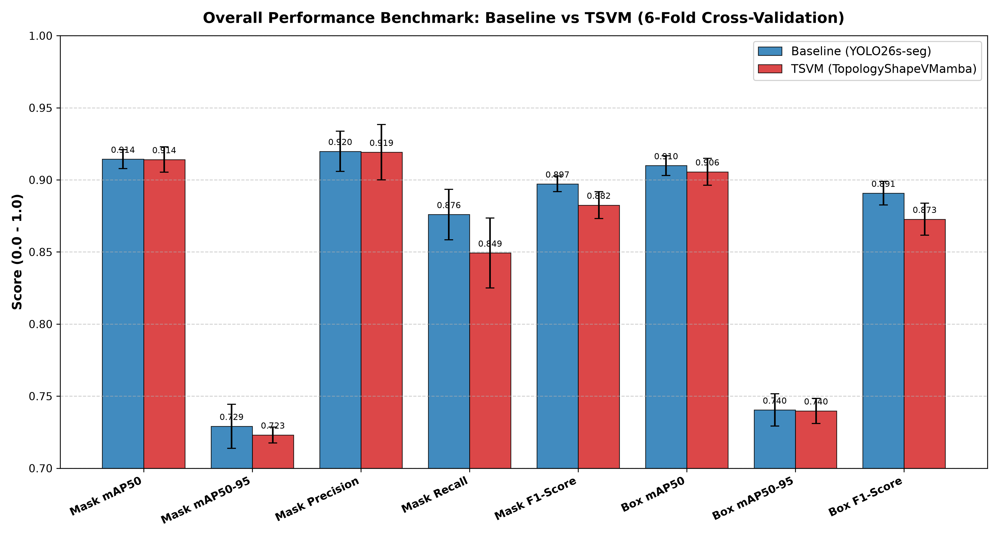 Overall Performance Benchmark: Baseline vs TSVM (6-Fold Cross-Validation)
Baseline (YOLO26s-seg)
TSVM (TopologyShapeVMamba)
Score (0.0 - 1.0)
1.00
0.95
0.90
0.85
0.80
0.75
0.70
0.914
0.914
0.729
0.723
0.920
0.919
0.876
0.849
0.897
0.882
0.910
0.906
0.740
0.740
0.891
0.873
Mask mAP50
Mask mAP50-95
Mask Precision
Mask Recall
Mask F1-Score
Box mAP50
Box mAP50-95
Box F1-Score